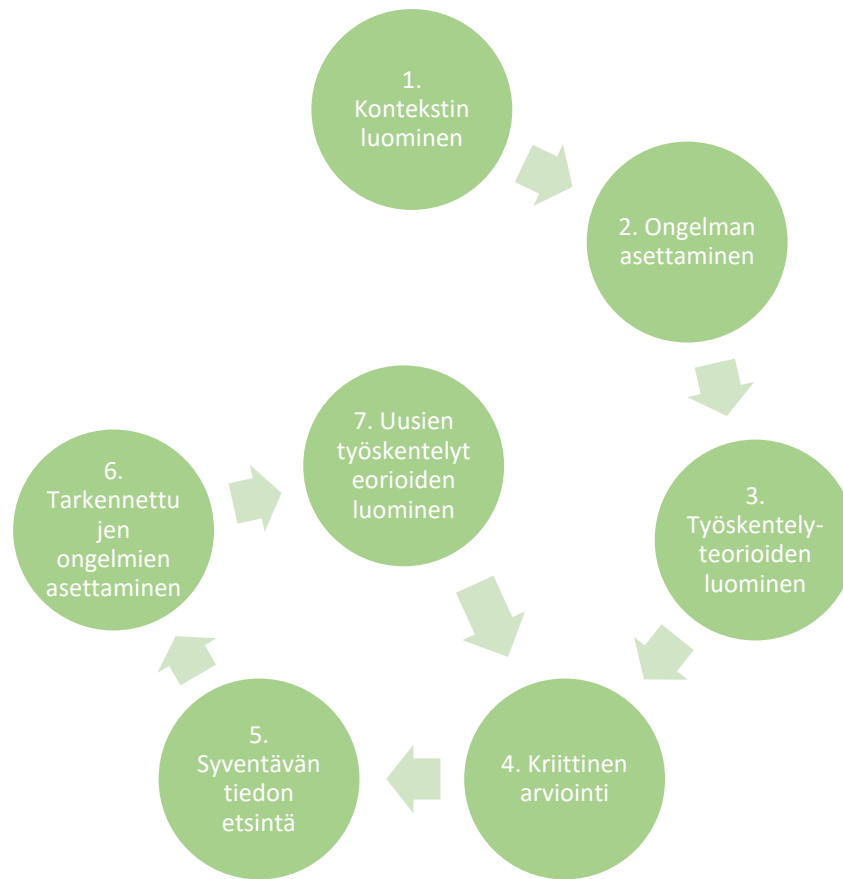 1.
Kontekstin
luominen
2. Ongelman
asettaminen
3.
Työskentely-
teorioiden
luominen
4. Kriittinen
arviointi
5.
Syventävän
tiedon
etsintä
6.
Tarkennettu
jen
ongelmien
asettaminen
7. Uusien
työskentelyt
eorioiden
luominen